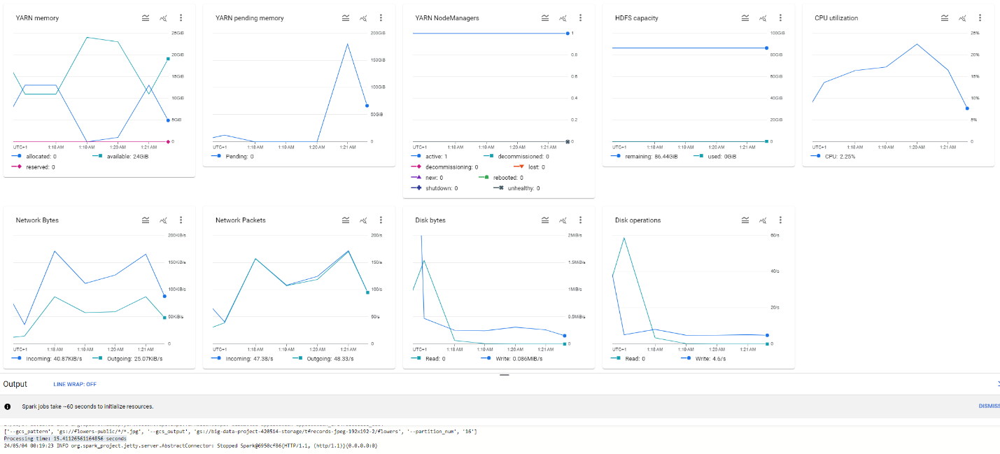 YARN memory
25GiB
20GiB
15GiB
10GiB
5GiB
0
UTC+1 1:18 AM 1:19 AM 1:20 AM 1:21 AM
allocated: 0 available: 24GiB
reserved: 0
YARN pending memory
200GiB
150GiB
100GiB
50GiB
0
UTC+1 1:18 AM 1:19 AM 1:20 AM 1:21 AM
Pending: 0
YARN NodeManagers
1
0.8
0.6
0.4
0.2
0
UTC+1 1:18 AM 1:19 AM 1:20 AM 1:21 AM
active: 1 decommissioned: 0
decommissioning: 0 lost: 0
new: 0 rebooted: 0
shutdown: 0 unhealthy: 0
HDFS capacity
100GiB
80GiB
60GiB
40GiB
20GiB
0
UTC+1 1:18 AM 1:19 AM 1:20 AM 1:21 AM
remaining: 86.44GiB used: 0GiB
CPU utilization
25%
20%
15%
10%
5%
0
UTC+1 1:18 AM 1:19 AM 1:20 AM 1:21 AM
CPU: 2.25%
Network Bytes
200KiB/s
150KiB/s
100KiB/s
50KiB/s
0
UTC+1 1:18 AM 1:19 AM 1:20 AM 1:21 AM
Incoming: 40.87KiB/s Outgoing: 25.07KiB/s
Network Packets
200/s
150/s
100/s
50/s
0
UTC+1 1:18 AM 1:19 AM 1:20 AM 1:21 AM
Incoming: 47.38/s Outgoing: 48.33/s
Disk bytes
2MiB/s
1.5MiB/s
1MiB/s
0.5MiB/s
0
UTC+1 1:18 AM 1:19 AM 1:20 AM 1:21 AM
Read: 0 Write: 0.086MiB/s
Disk operations
60/s
40/s
20/s
0
UTC+1 1:18 AM 1:19 AM 1:20 AM 1:21 AM
Read: 0 Write: 4.6/s
Output LINE WRAP: OFF
Spark jobs take ~60 seconds to initialize resources. DISMISS
['--gcs_pattern', 'gs://flowers-public/*/*.jpg', '--gcs_output', 'gs://big-data-project-420514-storage/tfrecords-jpeg-192x192-2/flowers', '--partition_num', '16']
Processing time: 15.41126561164856 seconds
24/05/04 00:19:23 INFO org.spark_project.jetty.server.AbstractConnector: Stopped Spark@6950cf86{HTTP/1.1, (http/1.1)}{0.0.0.0:0}